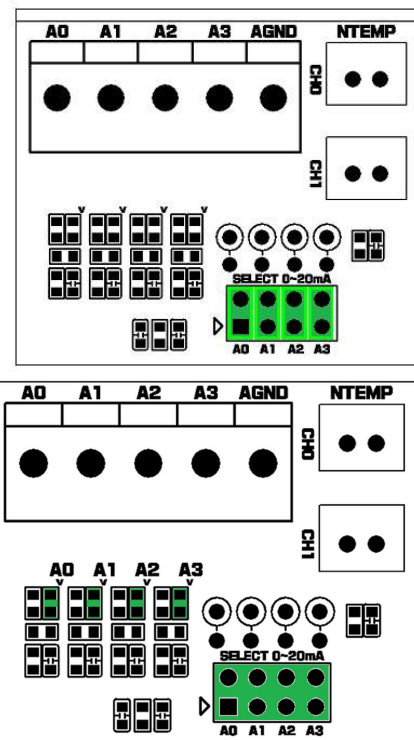 A0 A1 A2 A3 AGND NTEMP
CH0
CH1
v v v v
SELECT 0~20mA
A0 A1 A2 A3
A0 A1 A2 A3 AGND NTEMP
CH0
CH1
A0 A1 A2 A3
v v v v
SELECT 0~20mA
A0 A1 A2 A3